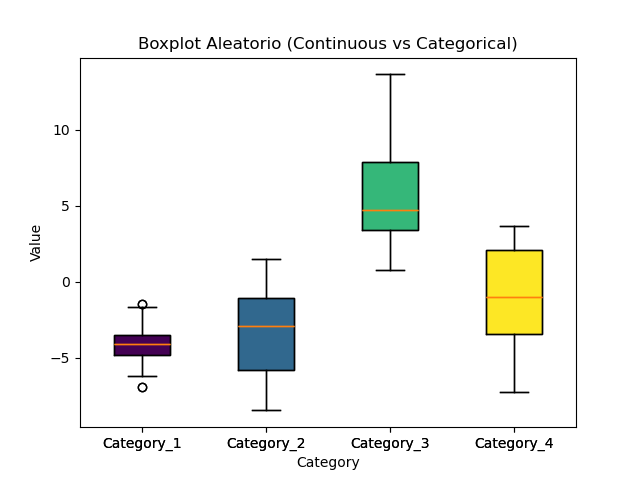 Boxplot Aleatorio (Continuous vs Categorical)
Value
10
5
0
−5
Category_1 Category_2 Category_3 Category_4
Category